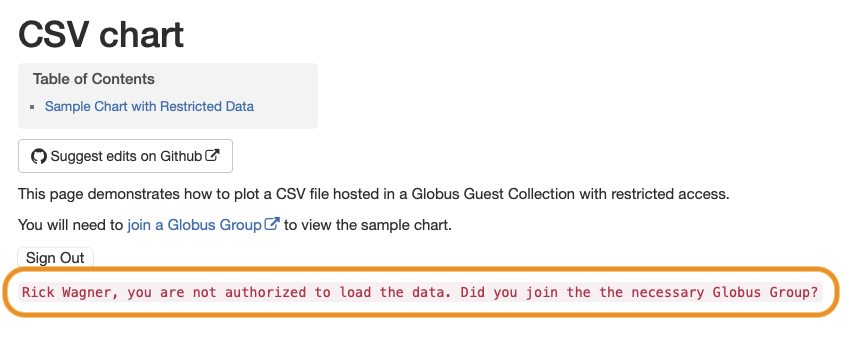 CSV chart
Table of Contents
Sample Chart with Restricted Data
Suggest edits on Github
This page demonstrates how to plot a CSV file hosted in a Globus Guest Collection with restricted access.
You will need to join a Globus Group to view the sample chart.
Sign Out
Rick Wagner, you are not authorized to load the data. Did you join the the necessary Globus Group?